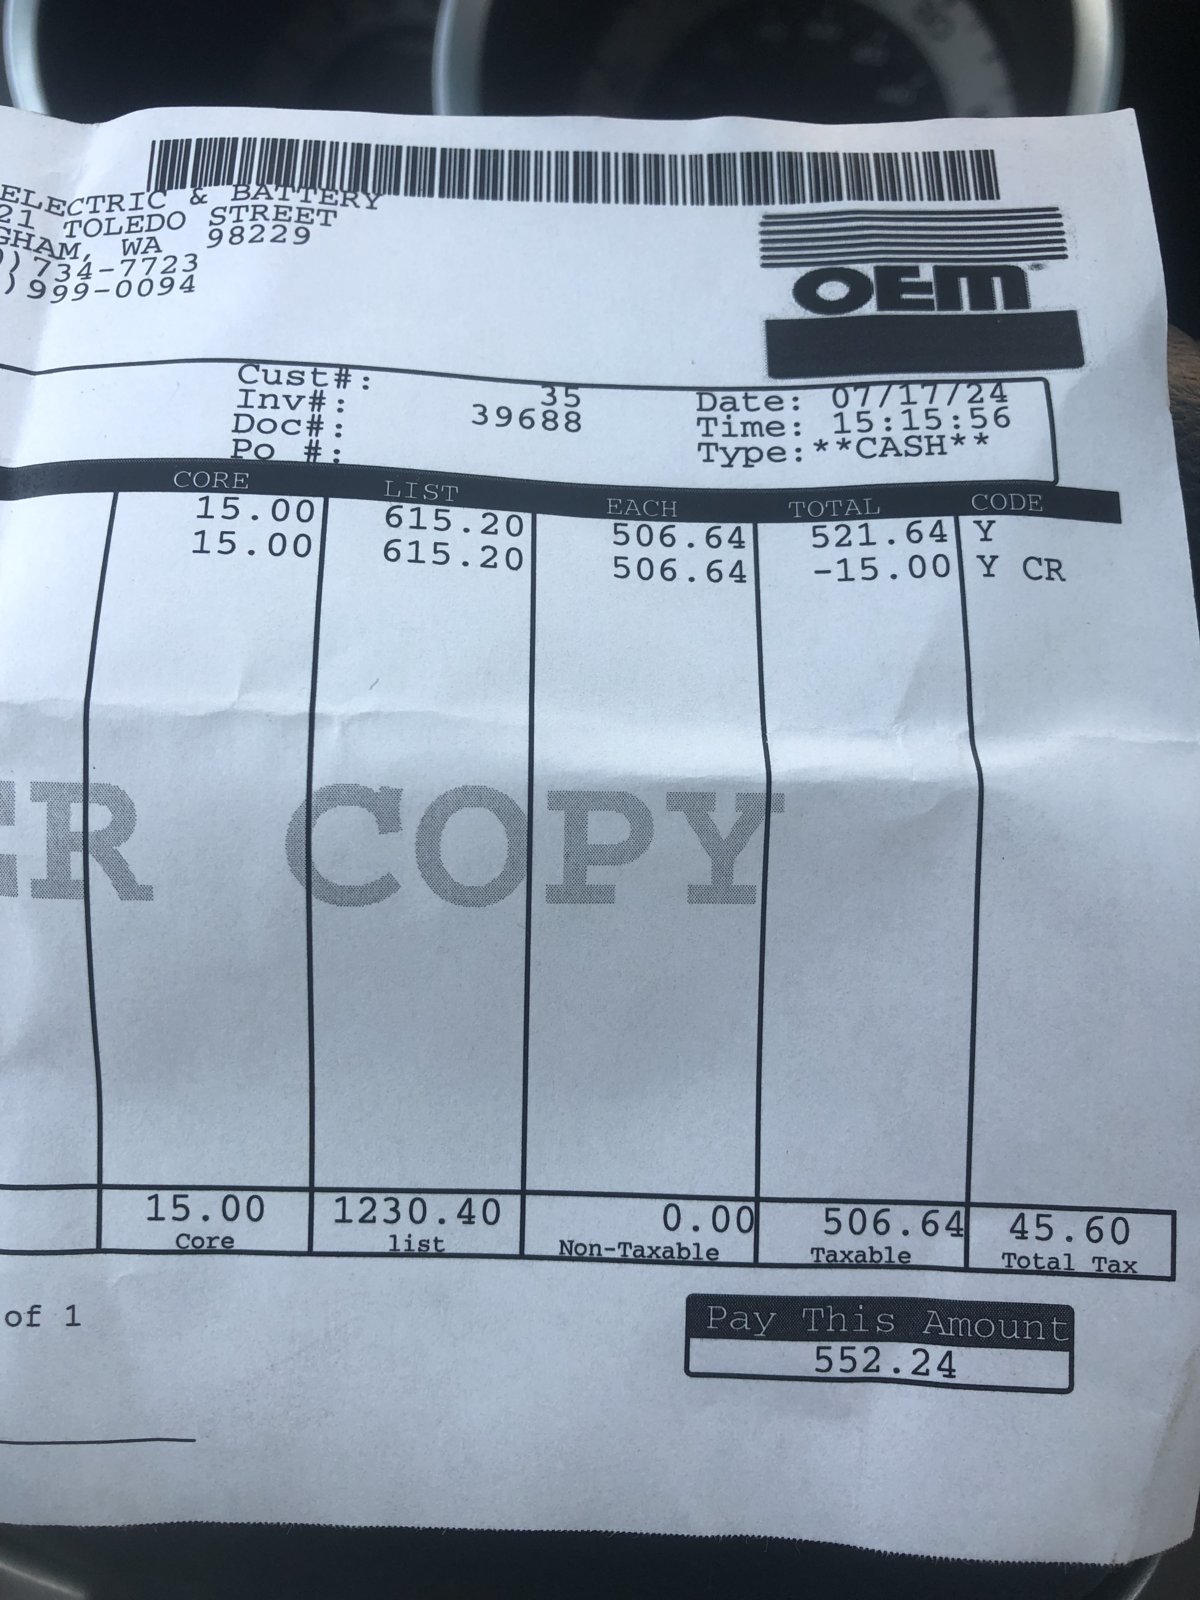 ELECTRIC & BATTERY
21 TOLEDO STREET
GHAM, WA 98229
) 734-7723
) 999-0094
OEM
Cust#: 35
Inv#: 39688
Doc#:
Po #:
Date: 07/17/24
Time: 15:15:56
Type: **CASH**
CORE LIST EACH TOTAL CODE
15.00 615.20 506.64 521.64 Y
15.00 615.20 506.64 -15.00 Y CR
ER COPY
15.00 1230.40 0.00 506.64 45.60
Core list Non-Taxable Taxable Total Tax
of 1
Pay This Amount
552.24